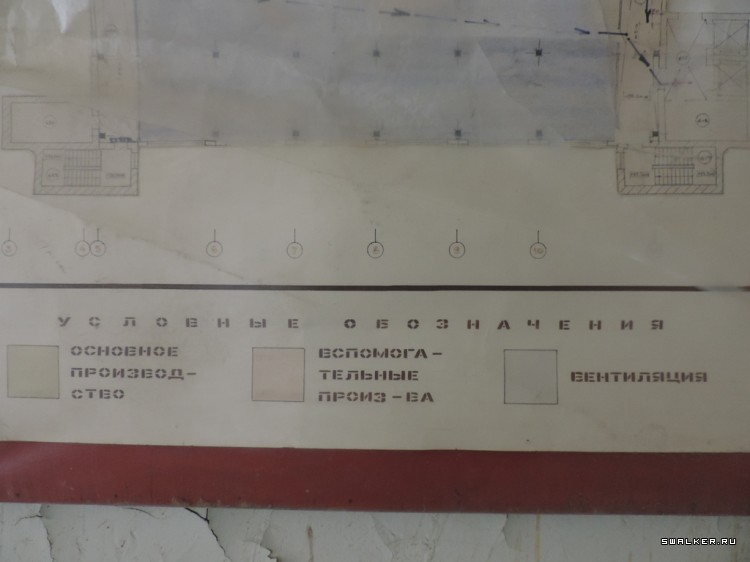 УСЛОВНЫЕ ОБОЗНАЧЕНИЯ
ОСНОВНОЕ
ПРОИЗВОД-
СТВО
ВСПОМОГА-
ТЕЛЬНЫЕ
ПРОИЗ-ВА
ВЕНТИЛЯЦИЯ
SWALKER.RU